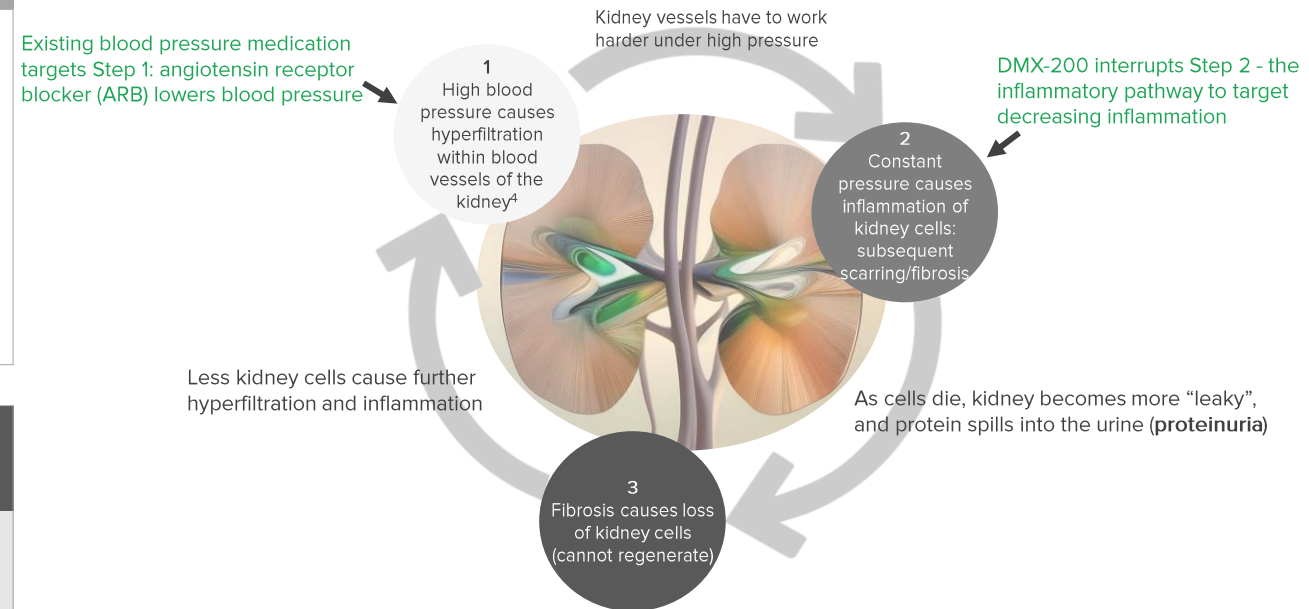 Existing blood pressure medication
targets Step 1: angiotensin receptor
blocker (ARB) lowers blood pressure
1
High blood
pressure causes
hyperfiltration
within blood
vessels of the
kidney4
Kidney vessels have to work
harder under high pressure
DMX-200 interrupts Step 2 - the
inflammatory pathway to target
decreasing inflammation
2
Constant
pressure causes
inflammation of
kidney cells:
subsequent
scarring/fibrosis
As cells die, kidney becomes more “leaky”,
and protein spills into the urine (proteinuria)
3
Fibrosis causes loss
of kidney cells
(cannot regenerate)
Less kidney cells cause further
hyperfiltration and inflammation